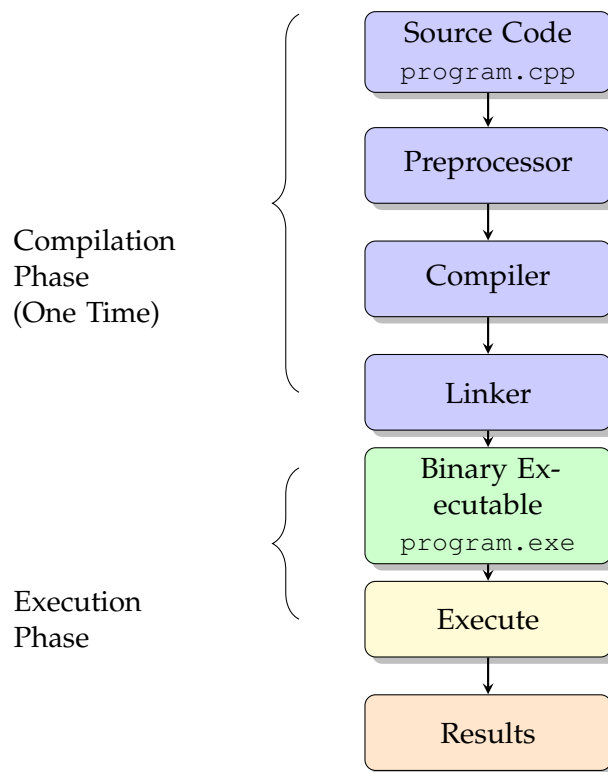 Source Code
program.cpp
Preprocessor
Compilation
Phase
(One Time)
Compiler
Linker
Binary Ex-
ecutable
program.exe
Execution
Phase
Execute
Results